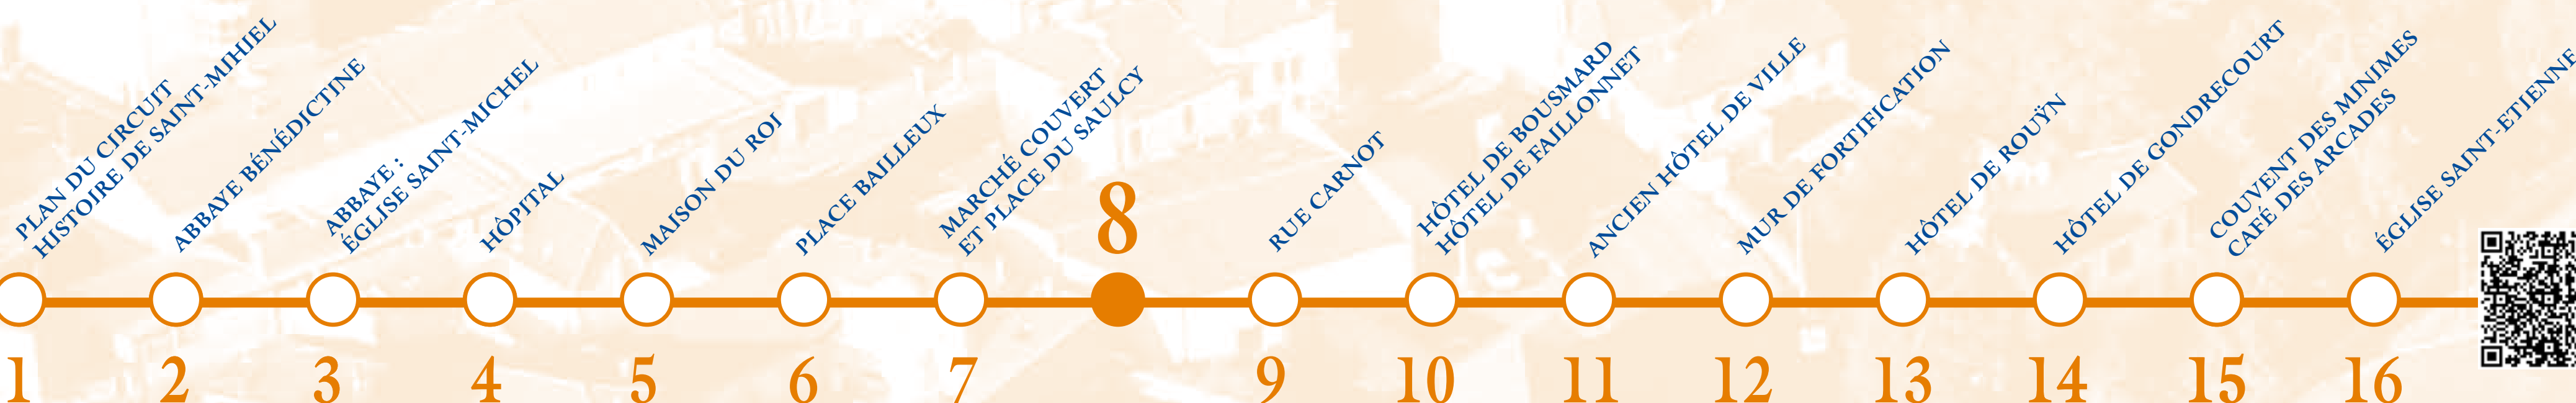 PLAN DU CIRCUIT
HISTOIRE DE SAINT-MIHIEL
ABBAYE BÉNÉDICTINE
ABBAYE :
ÉGLISE SAINT-MICHEL
HÔPITAL
MAISON DU ROI
PLACE BAILLEUX
MARCHÉ COUVERT
ET PLACE DU SAULCY
8
RUE CARNOT
HÔTEL DE BOUSMARD
HÔTEL DE FAILLONNET
ANCIEN HÔTEL DE VILLE
MUR DE FORTIFICATION
HÔTEL DE ROUŸN
HÔTEL DE GONDRECOURT
COUVENT DES MINIMES
CAFÉ DES ARCADES
ÉGLISE SAINT-ETIENNE
1 2 3 4 5 6 7 9 10 11 12 13 14 15 16